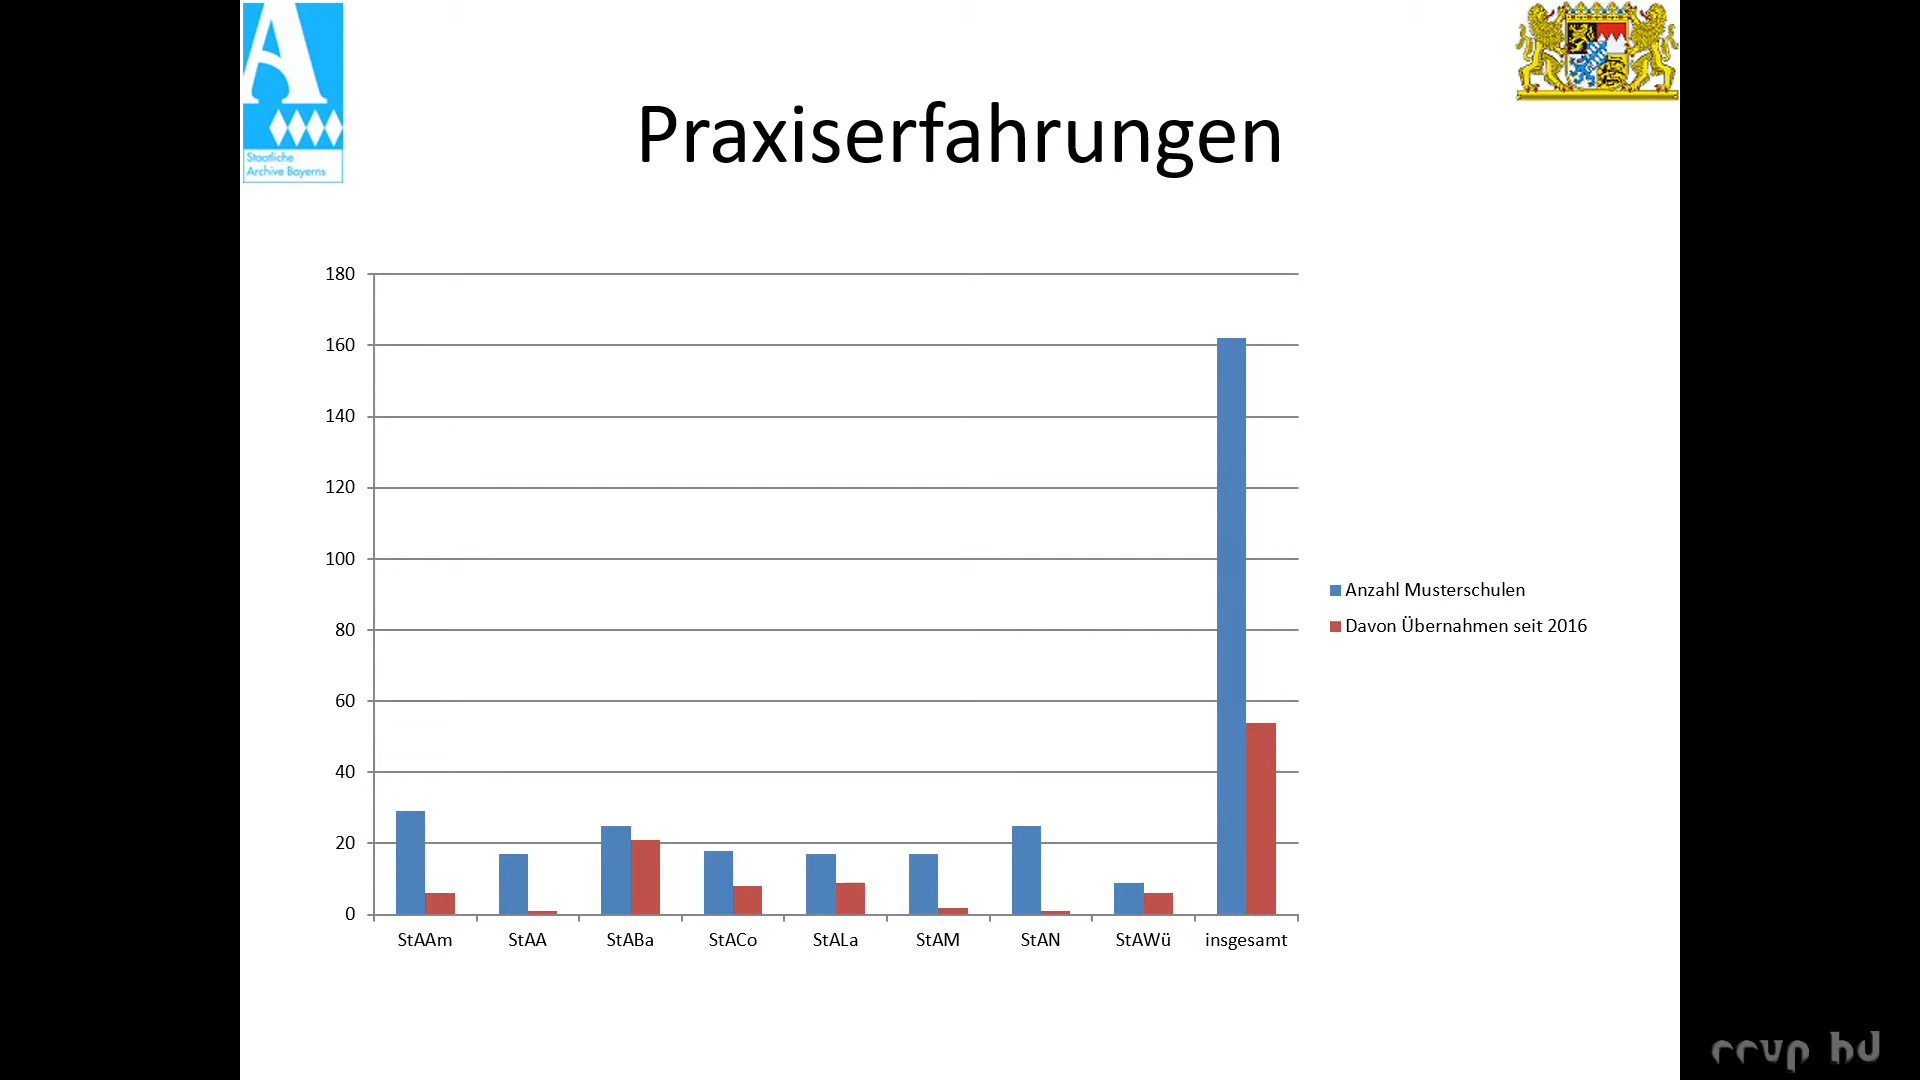 Staatliche
Archive Bayerns
Praxiserfahrungen
180
160
140
120
100
80
60
40
20
0
StAAm StAA StABa StACo StALa StAM StAN StAWü insgesamt
Anzahl Musterschulen
Davon Übernahmen seit 2016